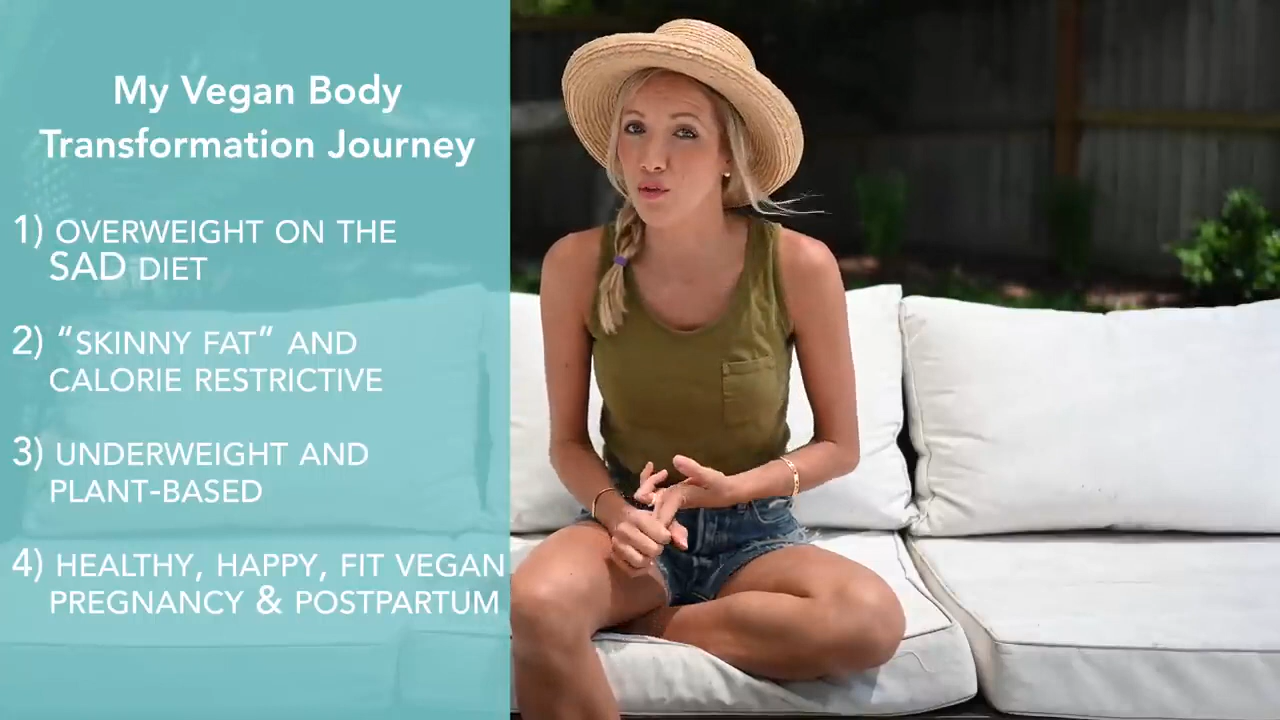 My Vegan Body
Transformation Journey
1) OVERWEIGHT ON THE
SAD DIET
2) “SKINNY FAT” AND
CALORIE RESTRICTIVE
3) UNDERWEIGHT AND
PLANT-BASED
4) HEALTHY, HAPPY, FIT VEGAN
PREGNANCY & POSTPARTUM